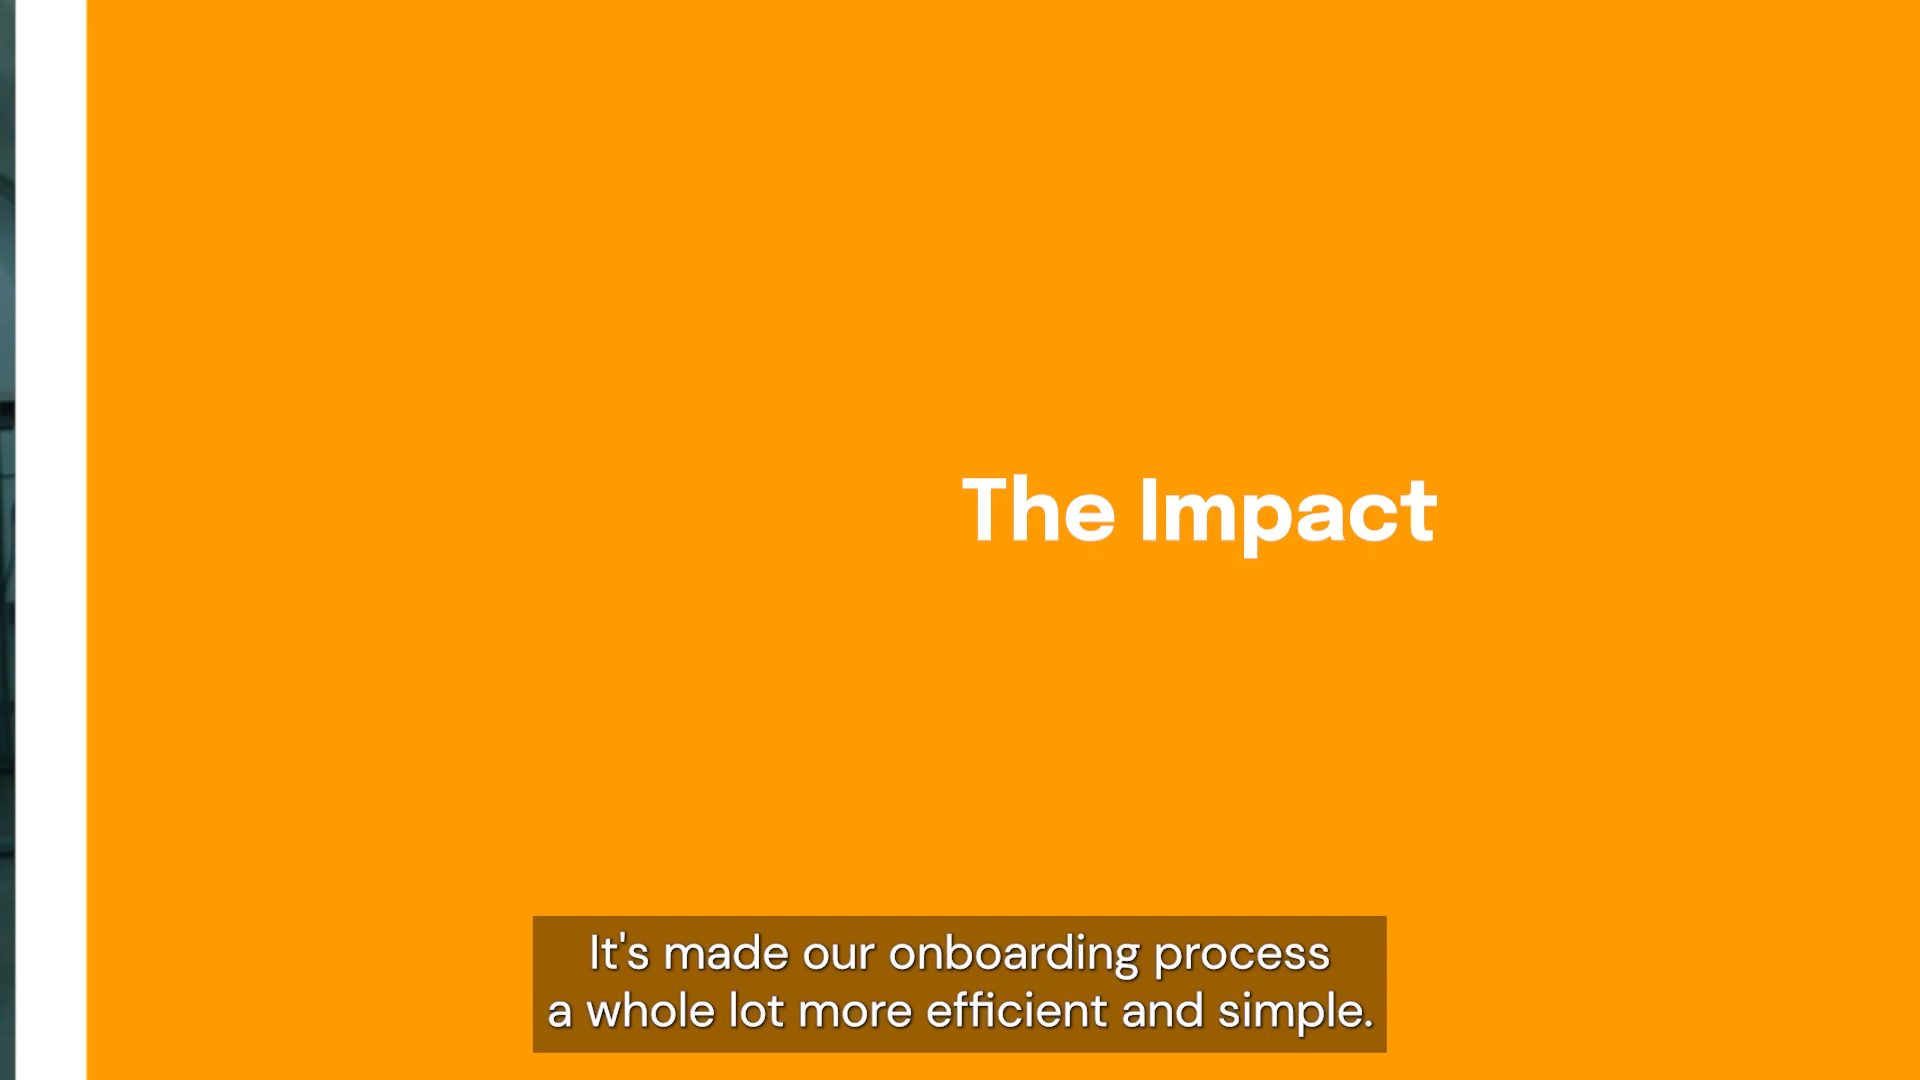 The Impact
It's made our onboarding process
a whole lot more efficient and simple.